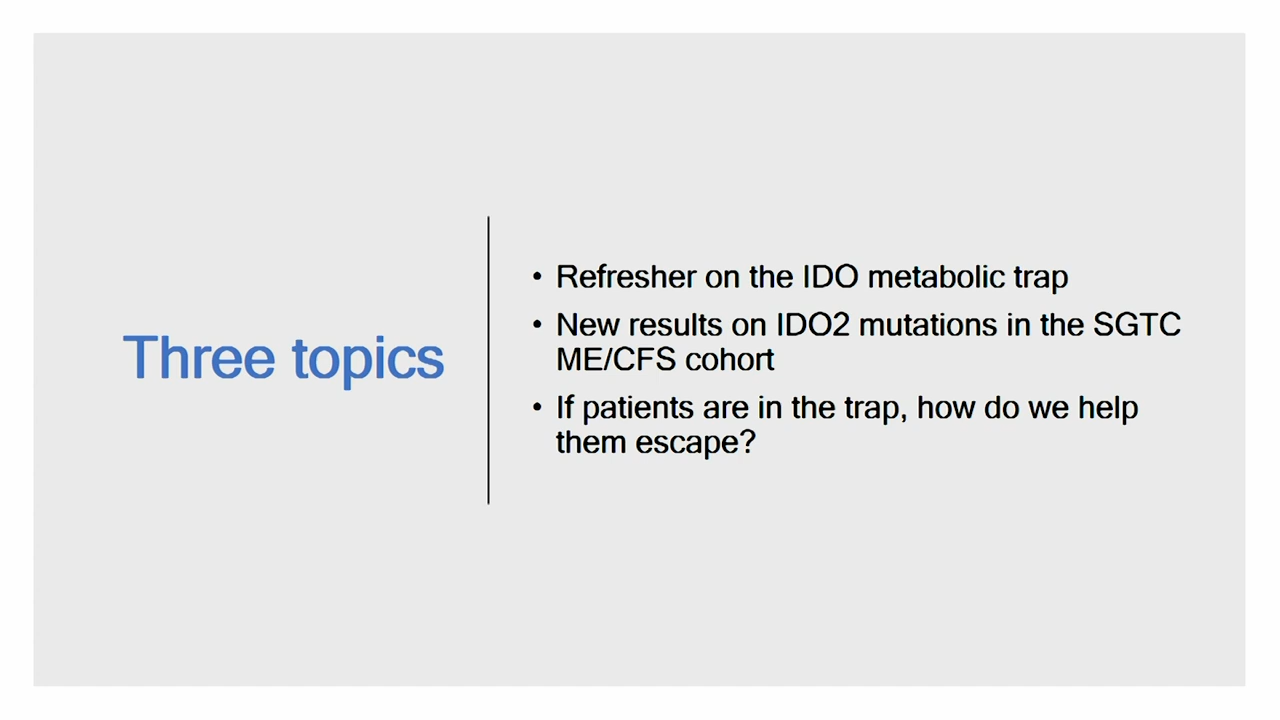 Three topics
• Refresher on the IDO metabolic trap
• New results on IDO2 mutations in the SGTC
ME/CFS cohort
• If patients are in the trap, how do we help
them escape?